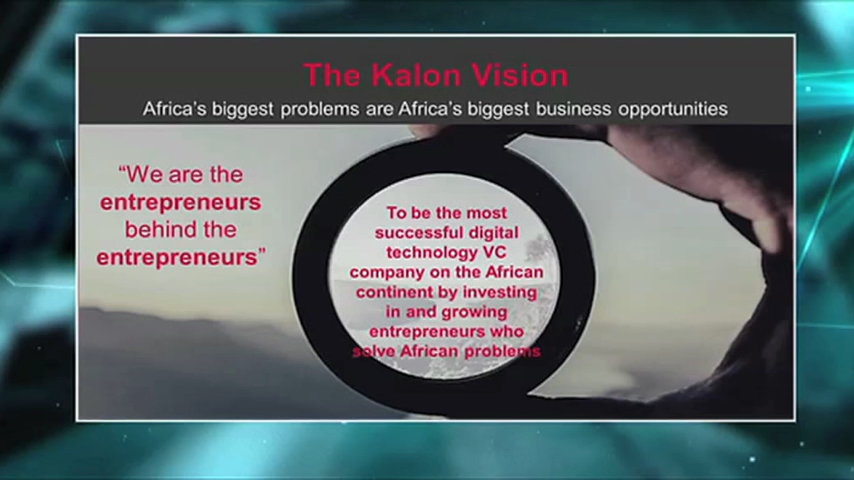 The Kalon Vision
Africa's biggest problems are Africa's biggest business opportunities
“We are the
entrepreneurs
behind the
entrepreneurs”
To be the most
successful digital
technology VC
company on the African
continent by investing
in and growing
entrepreneurs who
solve African problems